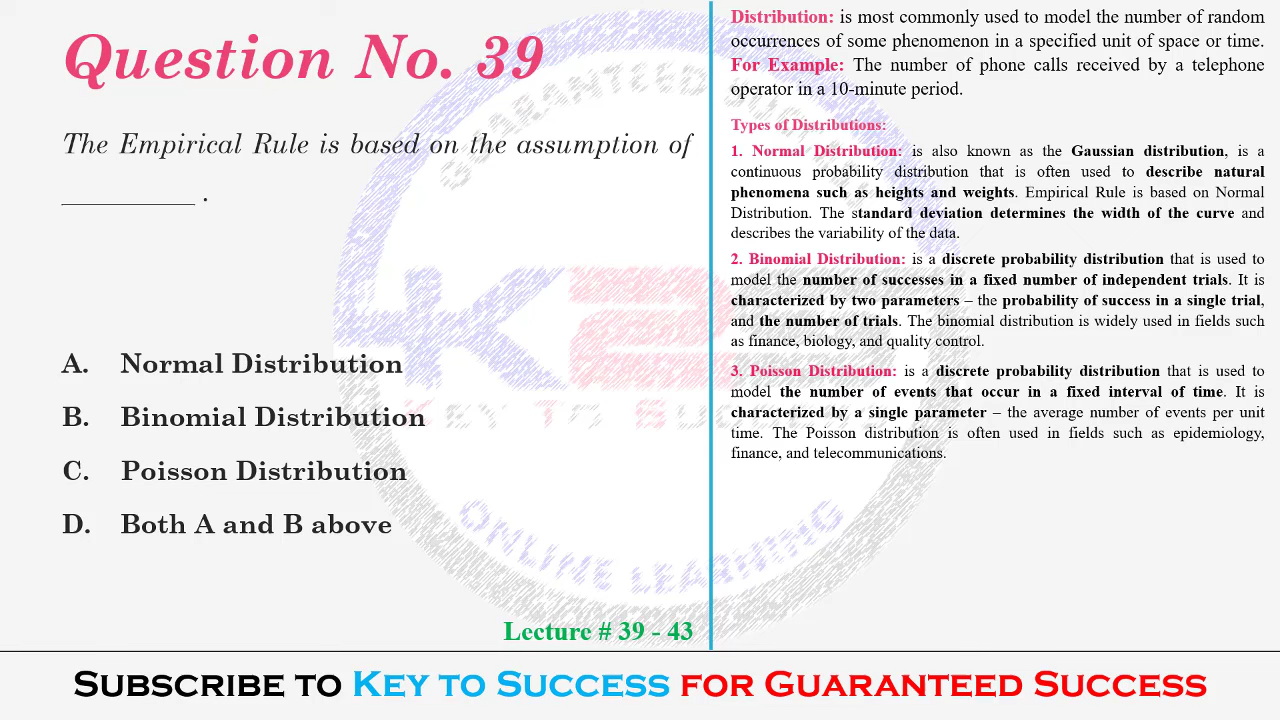 Question No. 39
The Empirical Rule is based on the assumption of
__________ .
A. Normal Distribution
B. Binomial Distribution
C. Poisson Distribution
D. Both A and B above
Lecture # 39 - 43
Distribution: is most commonly used to model the number of random
occurrences of some phenomenon in a specified unit of space or time.
For Example: The number of phone calls received by a telephone
operator in a 10-minute period.
Types of Distributions:
1. Normal Distribution: is also known as the Gaussian distribution, is a
continuous probability distribution that is often used to describe natural
phenomena such as heights and weights. Empirical Rule is based on Normal
Distribution. The standard deviation determines the width of the curve and
describes the variability of the data.
2. Binomial Distribution: is a discrete probability distribution that is used to
model the number of successes in a fixed number of independent trials. It is
characterized by two parameters – the probability of success in a single trial,
and the number of trials. The binomial distribution is widely used in fields such
as finance, biology, and quality control.
3. Poisson Distribution: is a discrete probability distribution that is used to
model the number of events that occur in a fixed interval of time. It is
characterized by a single parameter – the average number of events per unit
time. The Poisson distribution is often used in fields such as epidemiology,
finance, and telecommunications.
GUARANTEED
K2S
KEY TO SUCCESS
ONLINE LEARNING
SUBSCRIBE TO KEY TO SUCCESS FOR GUARANTEED SUCCESS